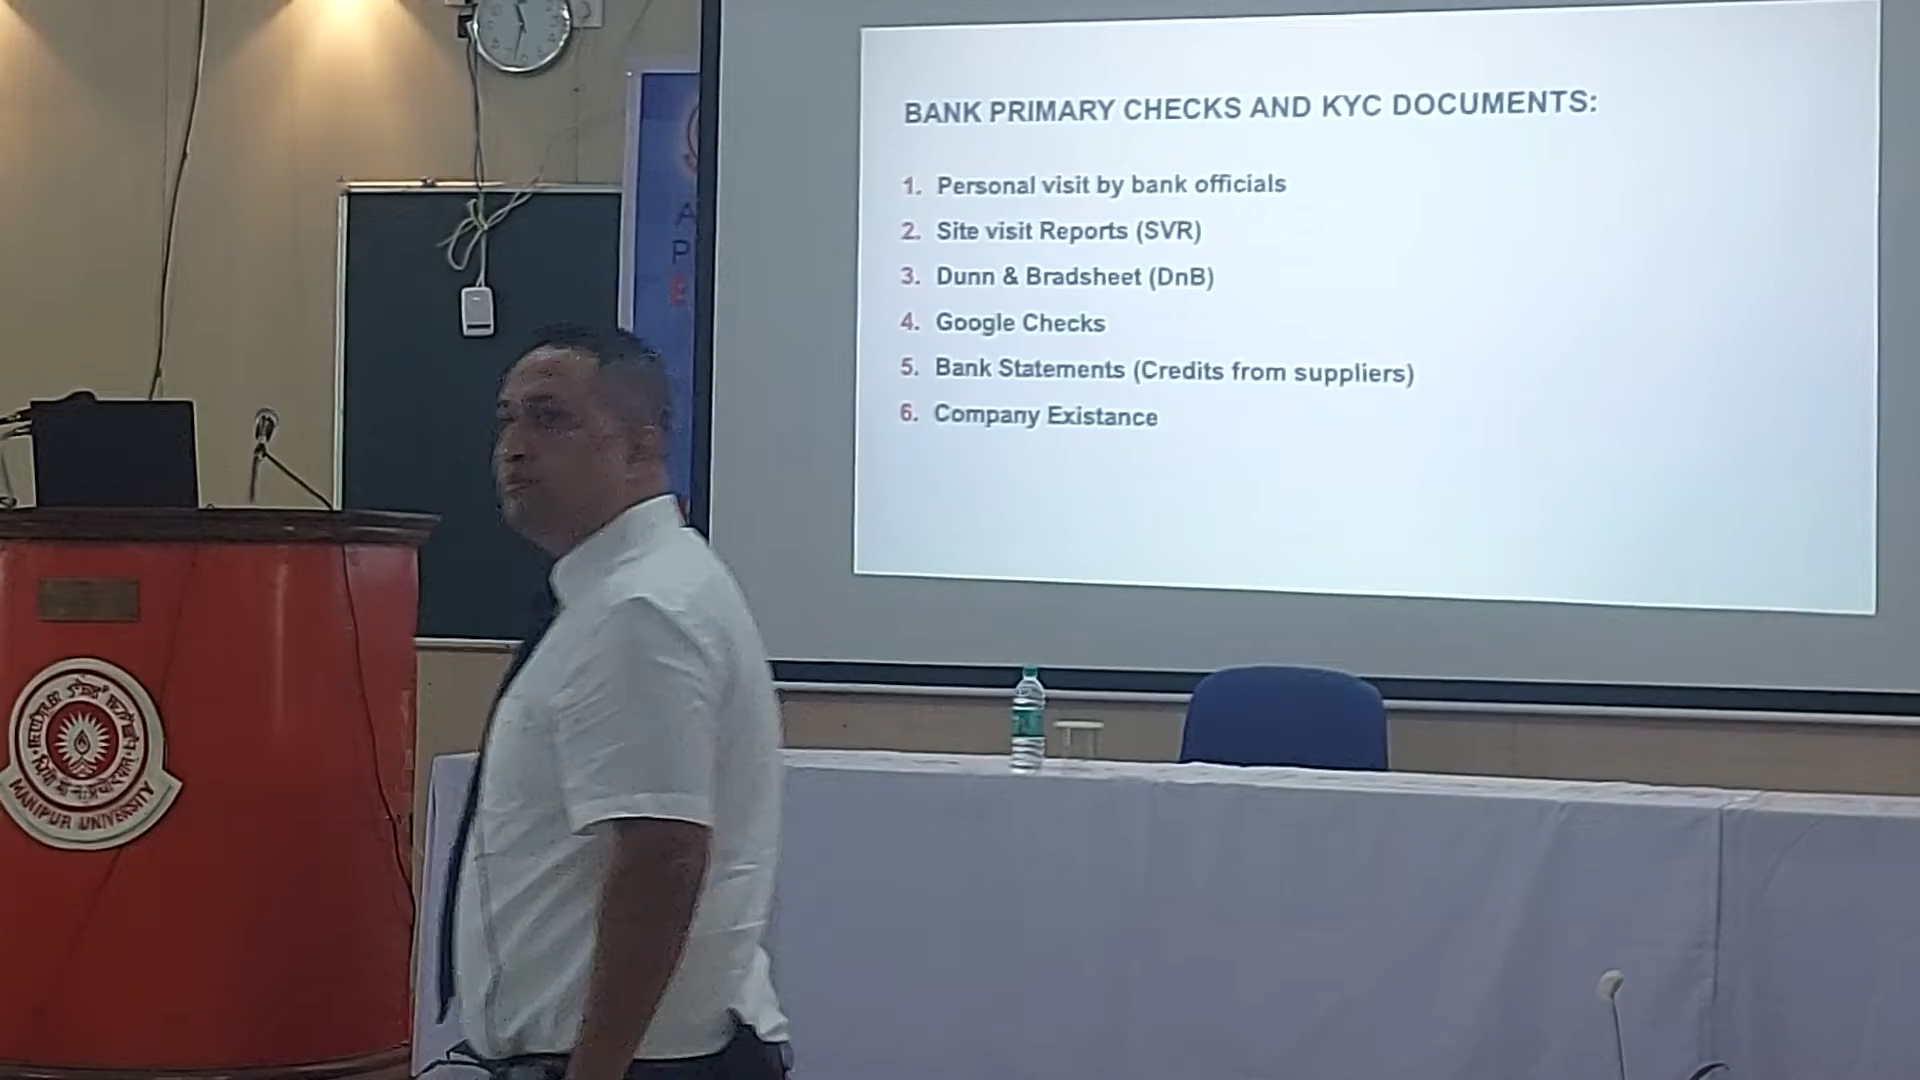 BANK PRIMARY CHECKS AND KYC DOCUMENTS:
1. Personal visit by bank officials
2. Site visit Reports (SVR)
3. Dunn & Bradsheet (DnB)
4. Google Checks
5. Bank Statements (Credits from suppliers)
6. Company Existance
A
P
E
MANIPUR UNIVERSITY